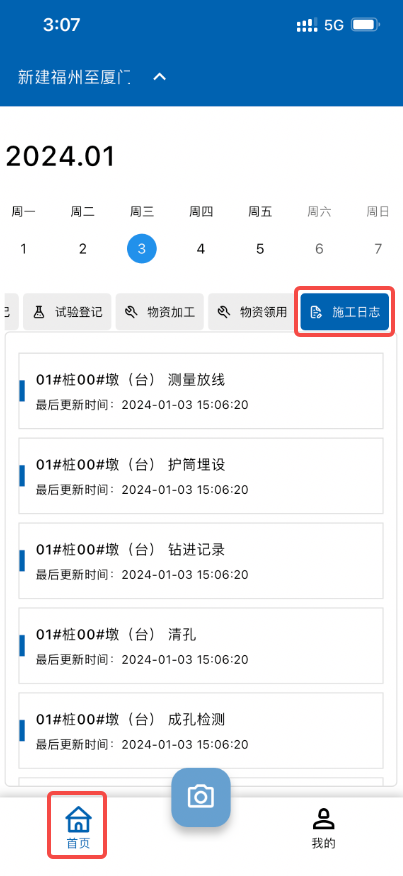 3:07 5G
新建福州至厦门
2024.01
周一 周二 周三 周四 周五 周六 周日
1 2 3 4 5 6 7
试验登记 物资加工 物资领用 施工日志
01#桩00#墩（台） 测量放线
最后更新时间：2024-01-03 15:06:20
01#桩00#墩（台） 护筒埋设
最后更新时间：2024-01-03 15:06:20
01#桩00#墩（台） 钻进记录
最后更新时间：2024-01-03 15:06:20
01#桩00#墩（台） 清孔
最后更新时间：2024-01-03 15:06:20
01#桩00#墩（台） 成孔检测
最后更新时间：2024-01-03 15:06:20
首页 我的